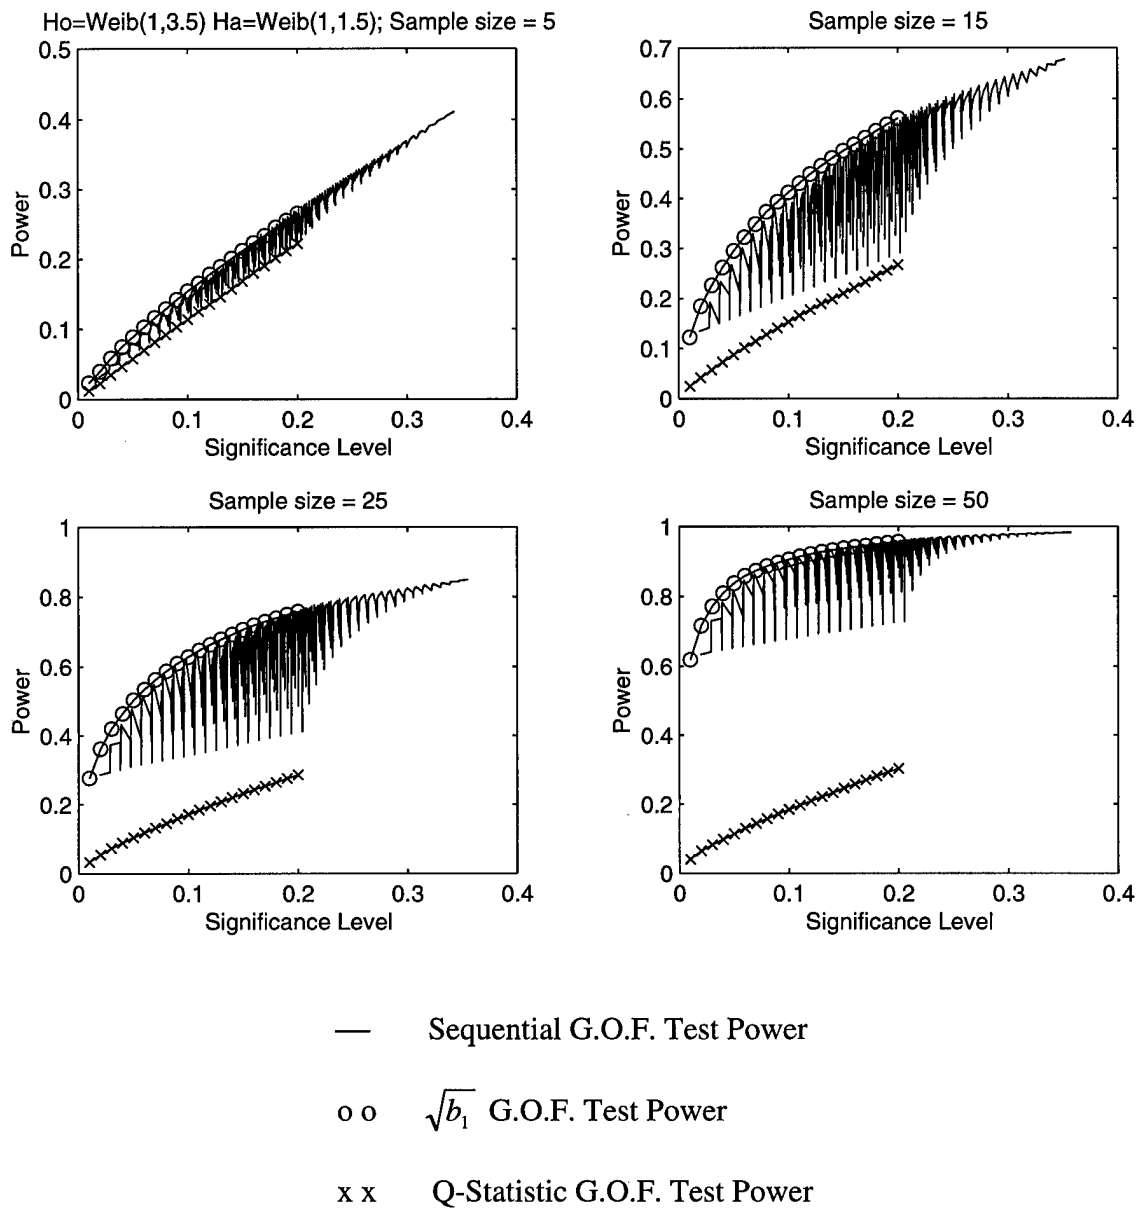 Ho=Weib(1,3.5) Ha=Weib(1,1.5); Sample size = 5
0.5
0.4
0.3
0.2
0.1
0
Power
0 0.1 0.2 0.3 0.4
Significance Level
Sample size = 15
0.7
0.6
0.5
0.4
0.3
0.2
0.1
0
Power
0 0.1 0.2 0.3 0.4
Significance Level
Sample size = 25
1
0.8
0.6
0.4
0.2
0
Power
0 0.1 0.2 0.3 0.4
Significance Level
Sample size = 50
1
0.8
0.6
0.4
0.2
0
Power
0 0.1 0.2 0.3 0.4
Significance Level
— Sequential G.O.F. Test Power
o o √b₁ G.O.F. Test Power
x x Q-Statistic G.O.F. Test Power